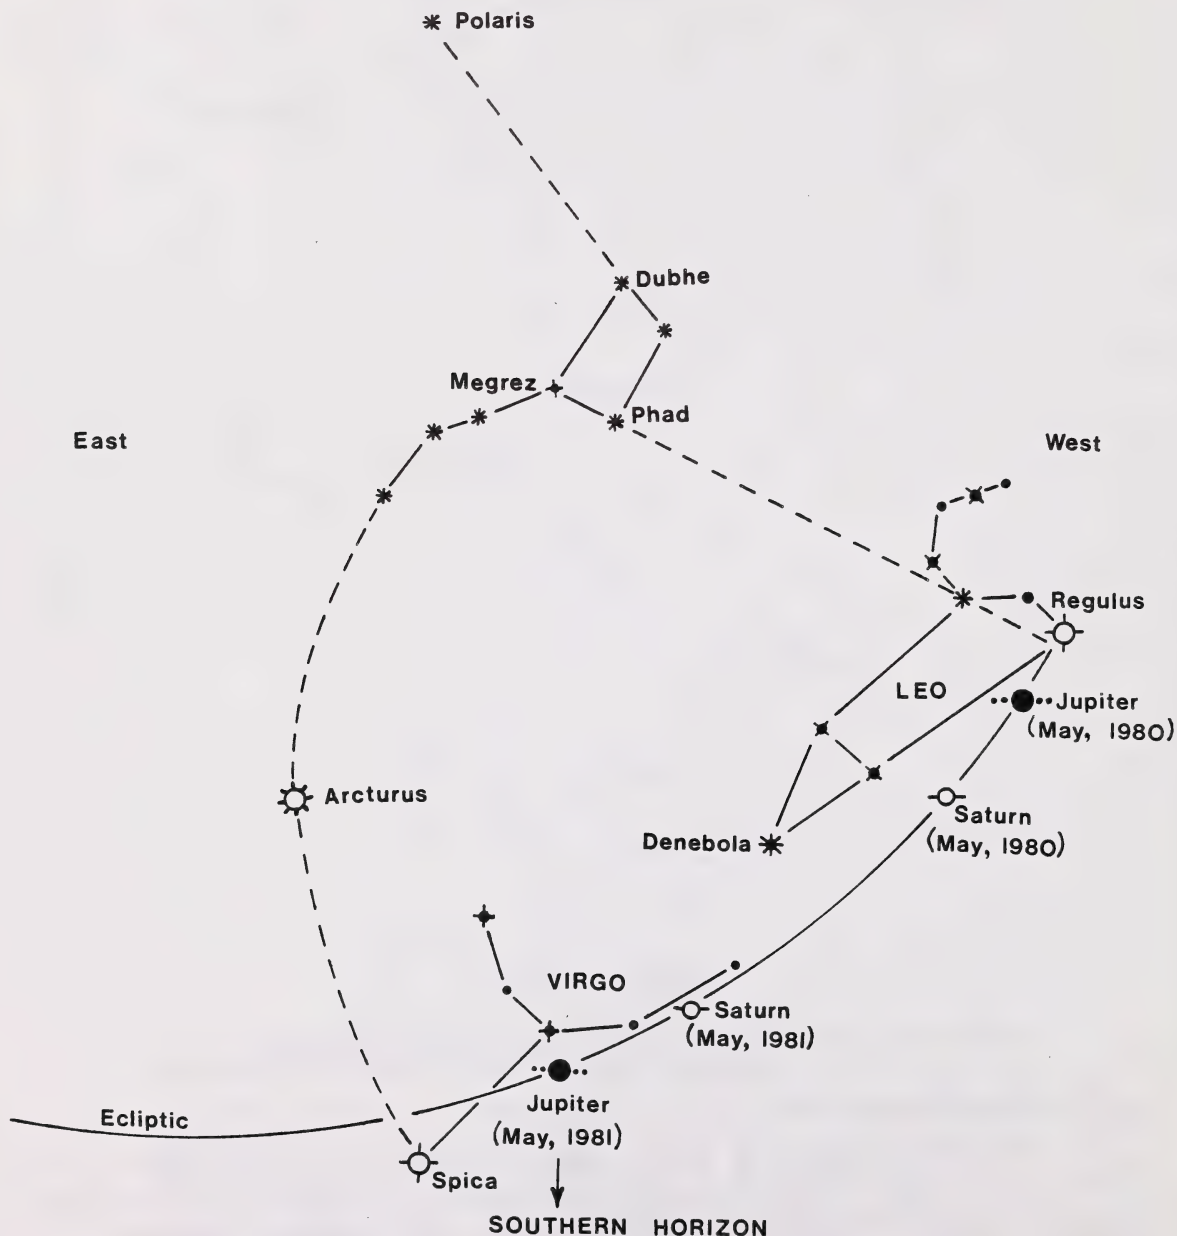 Polaris
Dubhe
Megrez
Phad
East
West
Regulus
LEO
Jupiter
(May, 1980)
Arcturus
Saturn
(May, 1980)
Denebola
VIRGO
Saturn
(May, 1981)
Ecliptic
Jupiter
(May, 1981)
Spica
SOUTHERN HORIZON